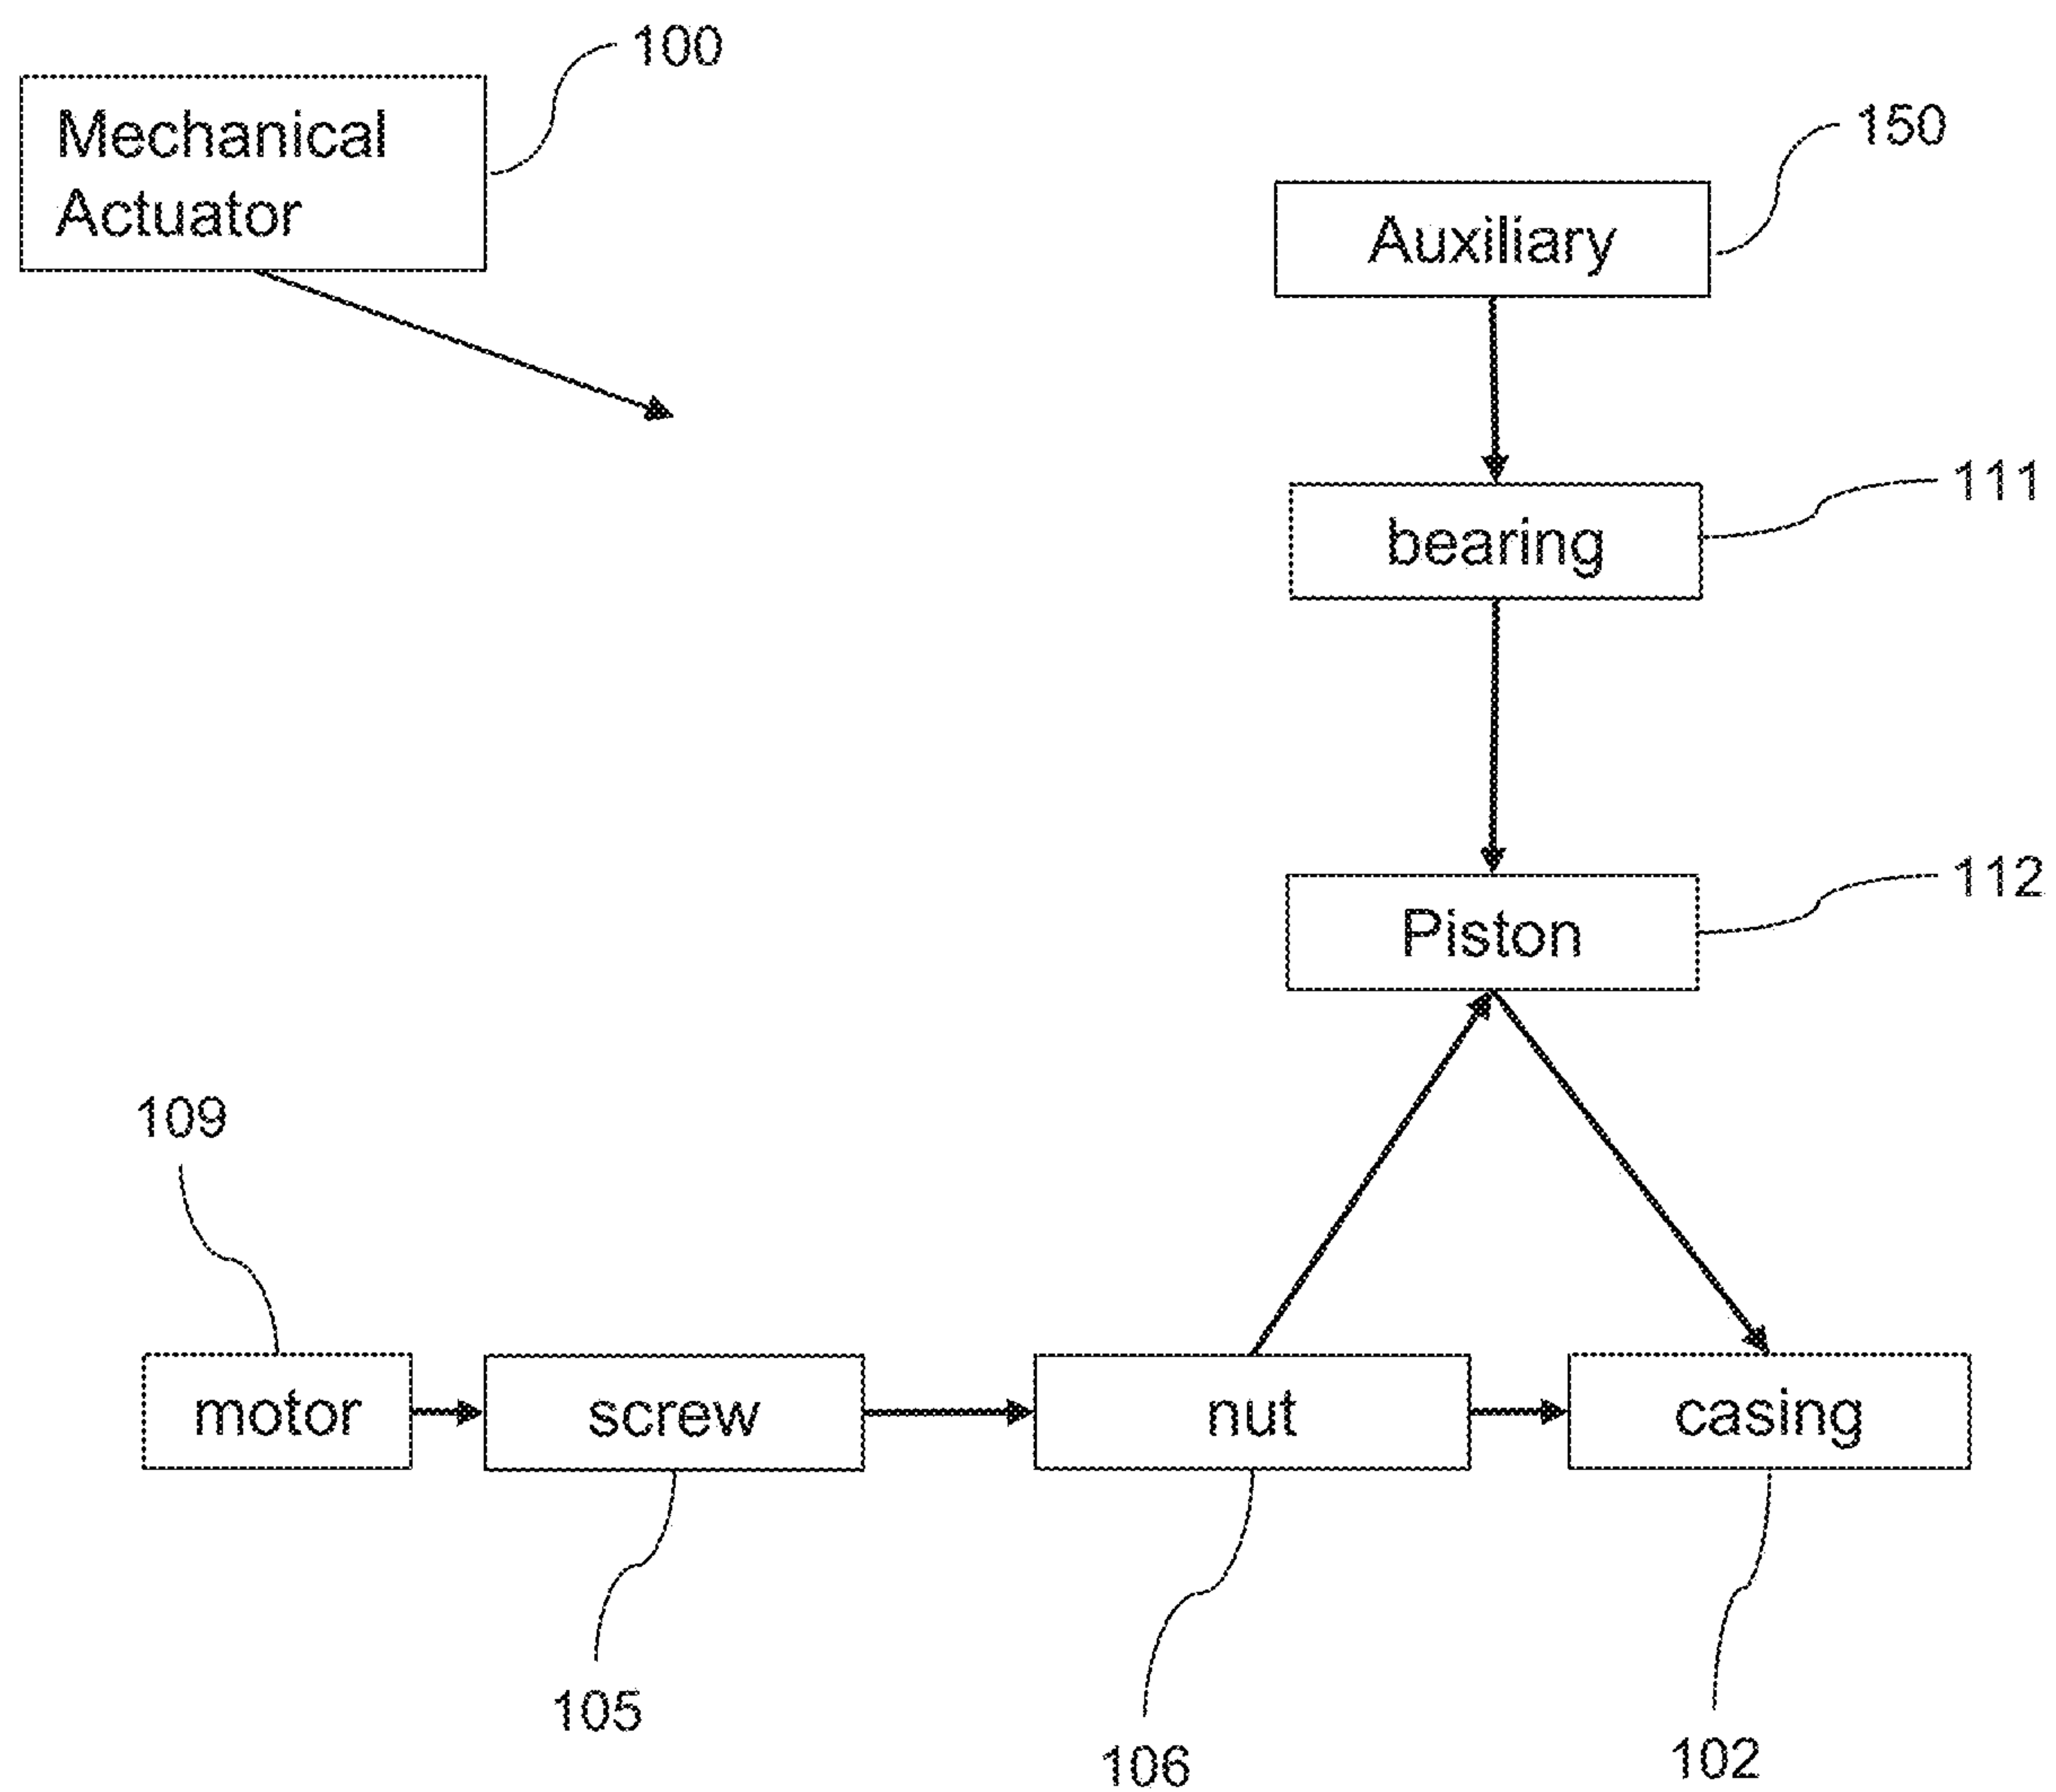 100
Mechanical
Actuator
150
Auxiliary
111
bearing
112
Piston
109
motor
screw
nut
casing
105
106
102